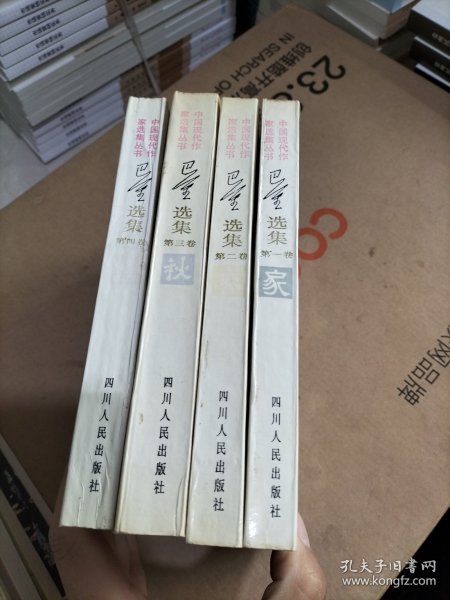 中国现代作
家选集丛书
巴金
选集
第四卷
四川人民出版社
中国现代作
家选集丛书
巴金
选集
第三卷
秋
四川人民出版社
中国现代作
家选集丛书
巴金
选集
第二卷
四川人民出版社
中国现代作
家选集丛书
巴金
选集
第一卷
家
四川人民出版社
IN SEARCH OF
23.
孔夫子旧书网
www.kongfz.com